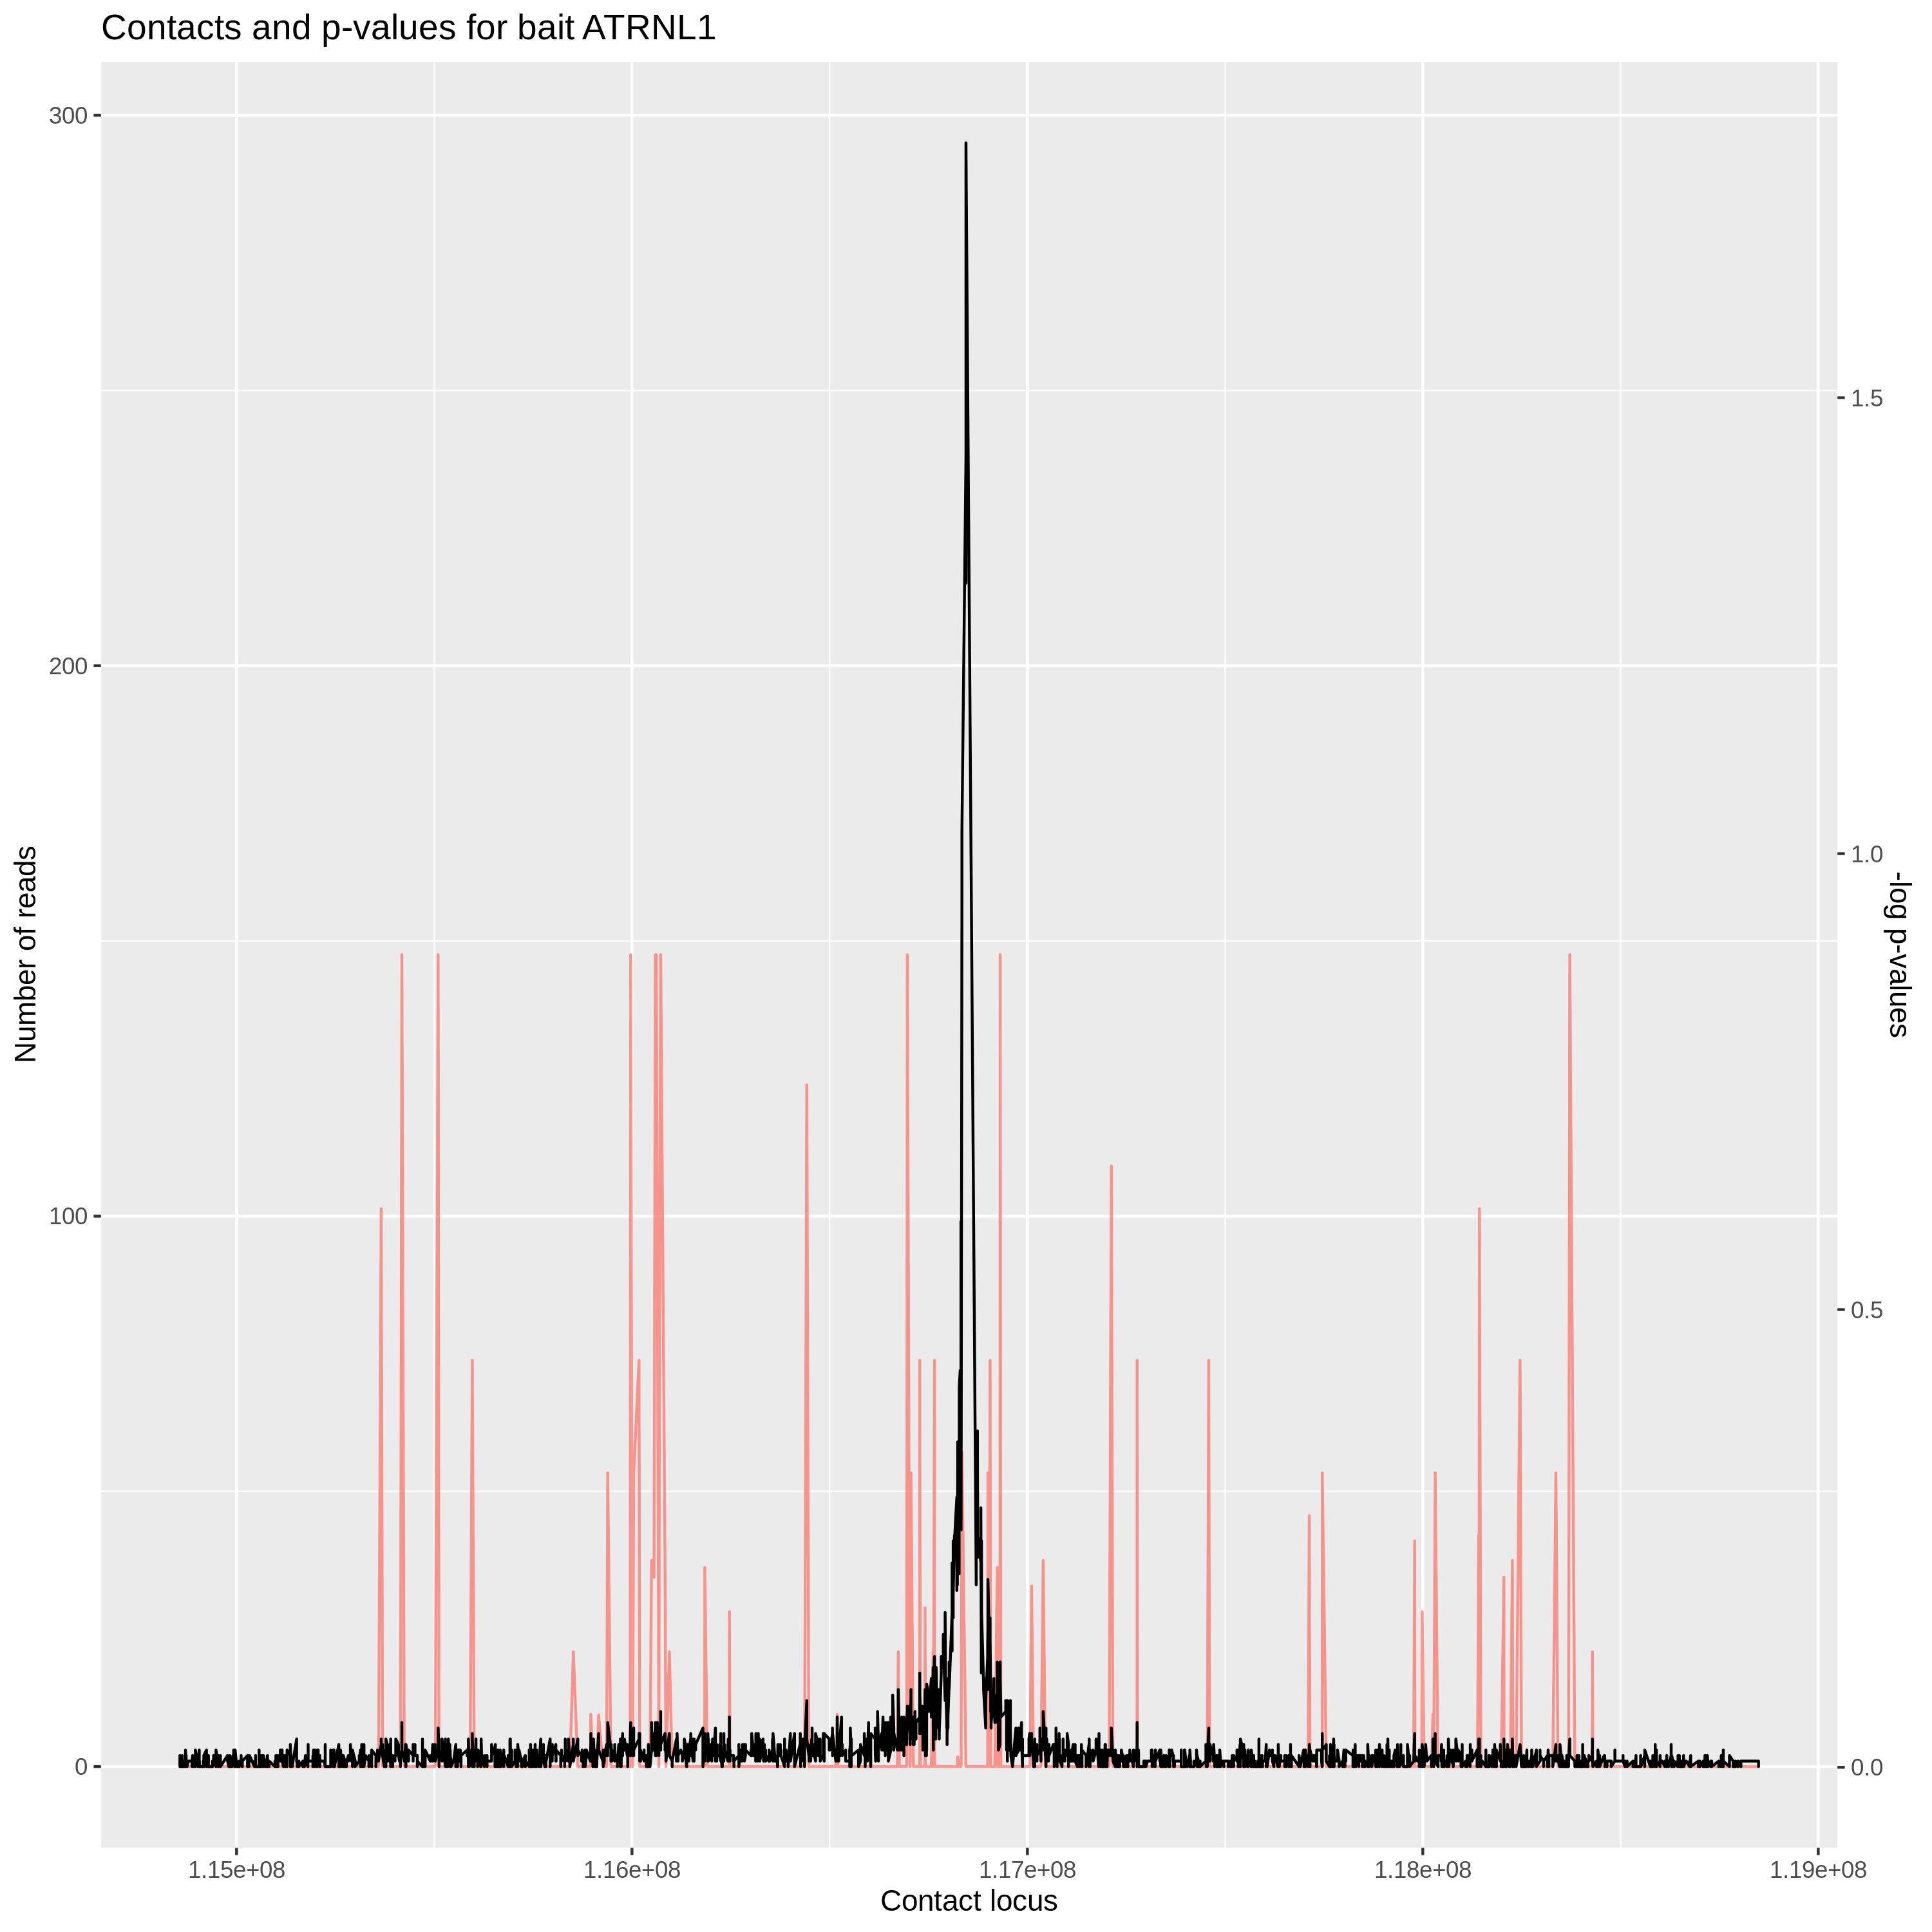 Contacts and p-values for bait ATRNL1
300
200
100
0
Number of reads
1.5
1.0
0.5
0.0
-log p-values
1.15e+08
1.16e+08
1.17e+08
1.18e+08
1.19e+08
Contact locus